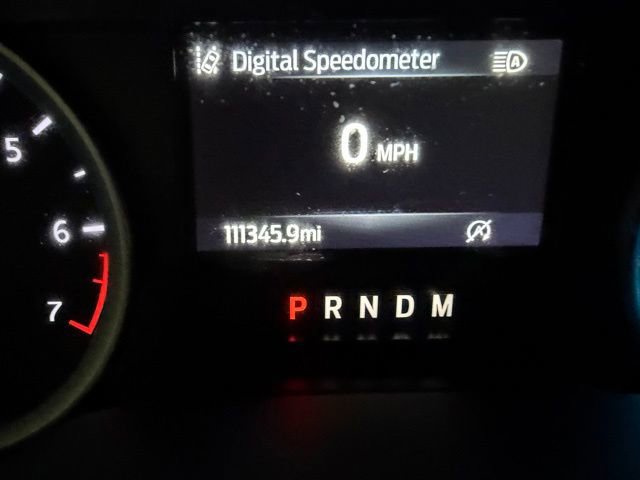 Digital Speedometer
A
0 MPH
5
6
111345.9mi
A
7
P R N D M